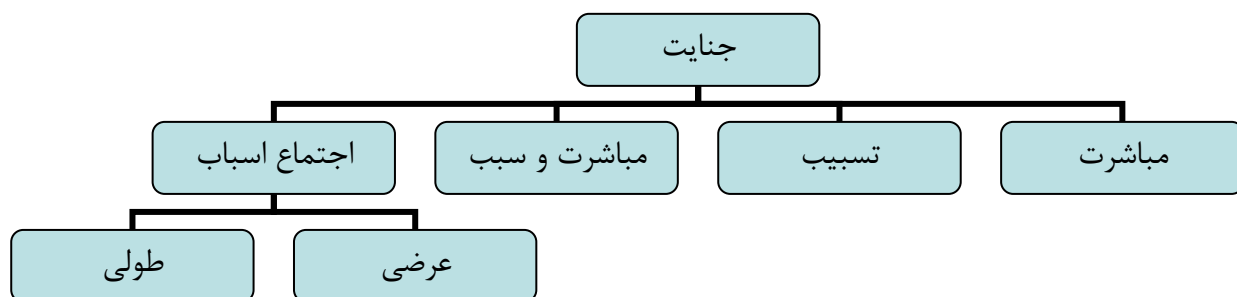 جنایت
مباشرت
تسبیب
مباشرت و سبب
اجتماع اسباب
عرضی
طولی